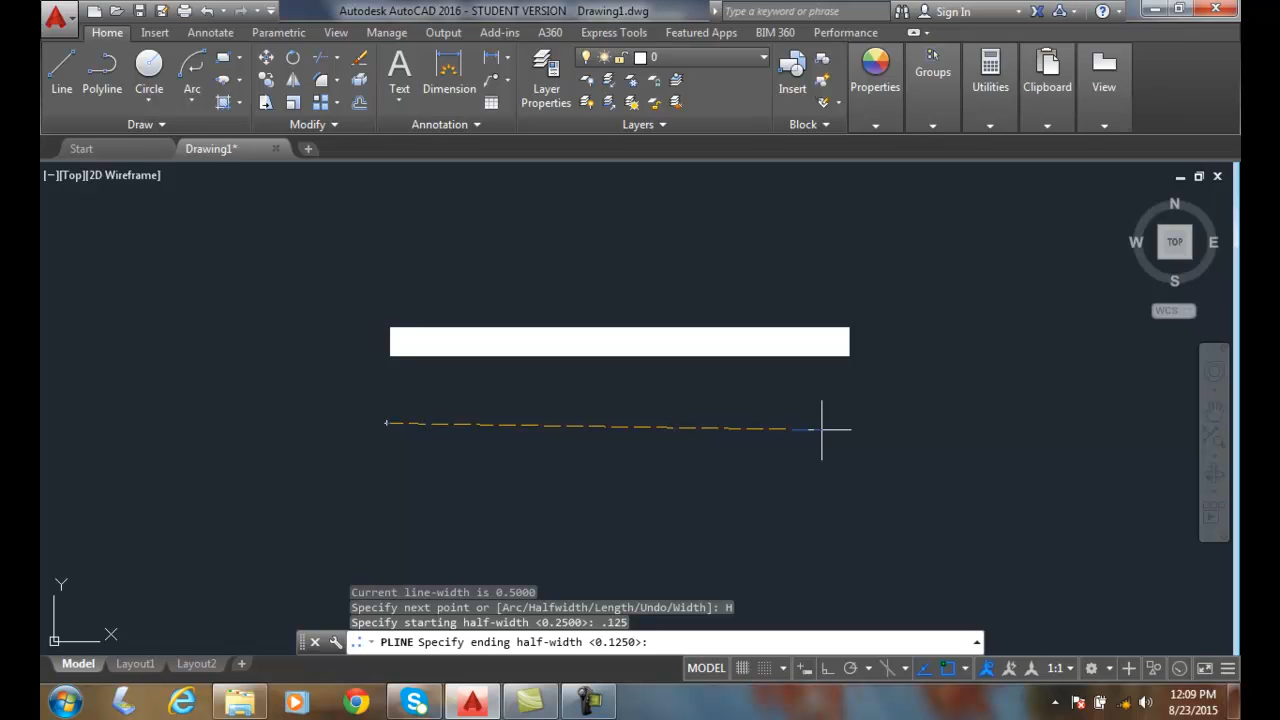 Autodesk AutoCAD 2016 - STUDENT VERSION Drawing1.dwg
Type a keyword or phrase
Sign In
Home Insert Annotate Parametric View Manage Output Add-ins A360 Express Tools Featured Apps BIM 360 Performance
0
Line Polyline Circle Arc
Text Dimension
Layer Properties
Insert
Properties Groups Utilities Clipboard View
Draw Modify Annotation Layers Block
Start Drawing1*
[−][Top][2D Wireframe]
N
W TOP E
S
WCS
Y
X
Current line-width is 0.5000
Specify next point or [Arc/Halfwidth/Length/Undo/Width]: H
Specify starting half-width <0.2500>: .125
PLINE Specify ending half-width <0.1250>:
Model Layout1 Layout2
MODEL 1:1
12:09 PM
8/23/2015